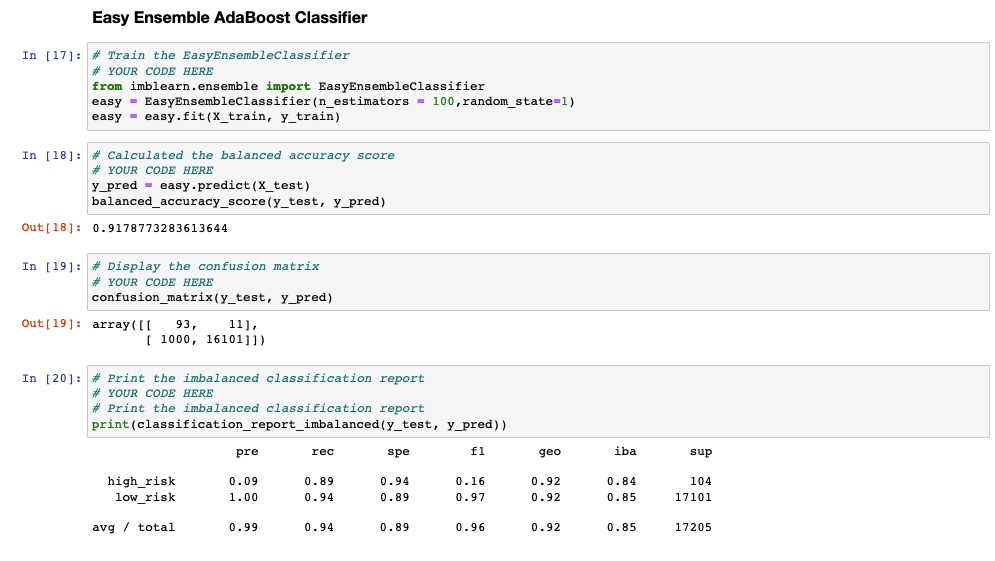 Easy Ensemble AdaBoost Classifier
In [17]: # Train the EasyEnsembleClassifier
# YOUR CODE HERE
from imblearn.ensemble import EasyEnsembleClassifier
easy = EasyEnsembleClassifier(n_estimators = 100,random_state=1)
easy = easy.fit(X_train, y_train)
In [18]: # Calculated the balanced accuracy score
# YOUR CODE HERE
y_pred = easy.predict(X_test)
balanced_accuracy_score(y_test, y_pred)
Out[18]: 0.9178773283613644
In [19]: # Display the confusion matrix
# YOUR CODE HERE
confusion_matrix(y_test, y_pred)
Out[19]: array([[   93,    11],
[ 1000, 16101]])
In [20]: # Print the imbalanced classification report
# YOUR CODE HERE
# Print the imbalanced classification report
print(classification_report_imbalanced(y_test, y_pred))
pre rec spe f1 geo iba sup
high_risk 0.09 0.89 0.94 0.16 0.92 0.84 104
low_risk 1.00 0.94 0.89 0.97 0.92 0.85 17101
avg / total 0.99 0.94 0.89 0.96 0.92 0.85 17205